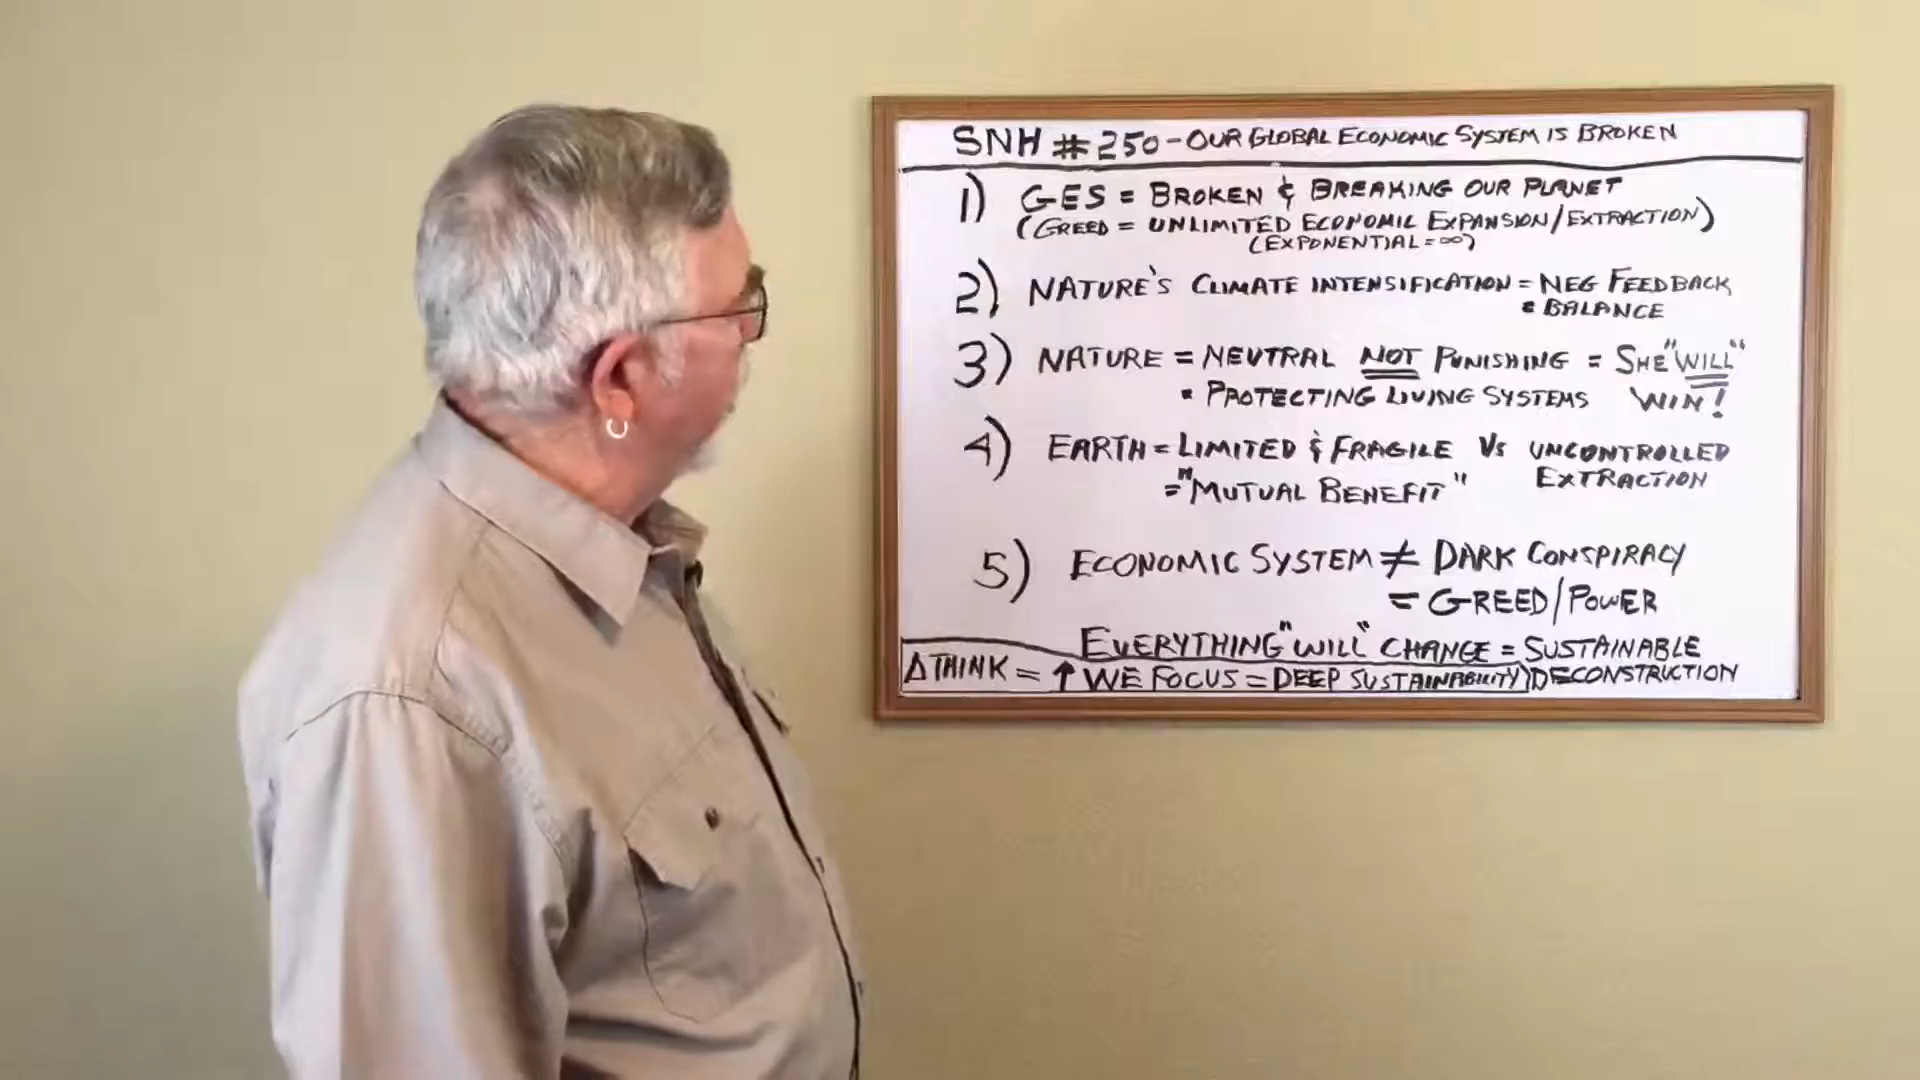 SNH #250 - OUR GLOBAL ECONOMIC SYSTEM IS BROKEN
1) GES = BROKEN & BREAKING OUR PLANET
(GREED = UNLIMITED ECONOMIC EXPANSION/EXTRACTION)
(EXPONENTIAL = ∞)
2) NATURE'S CLIMATE INTENSIFICATION = NEG FEEDBACK
= BALANCE
3) NATURE = NEUTRAL NOT PUNISHING = SHE "WILL"
= PROTECTING LIVING SYSTEMS WIN!
4) EARTH = LIMITED & FRAGILE VS UNCONTROLLED
= "MUTUAL BENEFIT" EXTRACTION
5) ECONOMIC SYSTEM ≠ DARK CONSPIRACY
= GREED/POWER
EVERYTHING "WILL" CHANGE = SUSTAINABLE
Δ THINK = ↑ WE FOCUS = DEEP SUSTAINABILITY DECONSTRUCTION